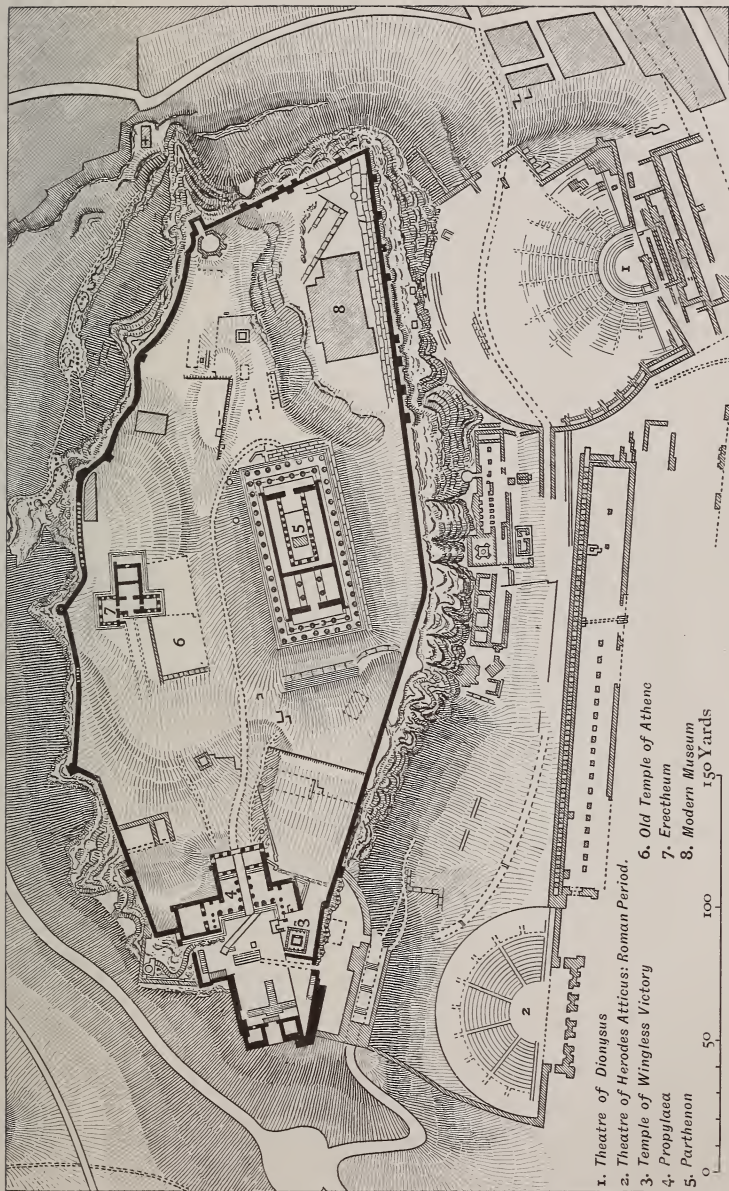 7
6
8
5
4
3
1
2
1. Theatre of Dionysus
2. Theatre of Herodes Atticus: Roman Period.
3. Temple of Wingless Victory
4. Propylaea
5. Parthenon
6. Old Temple of Athene
7. Erectheum
8. Modern Museum
0 50 100 150 Yards